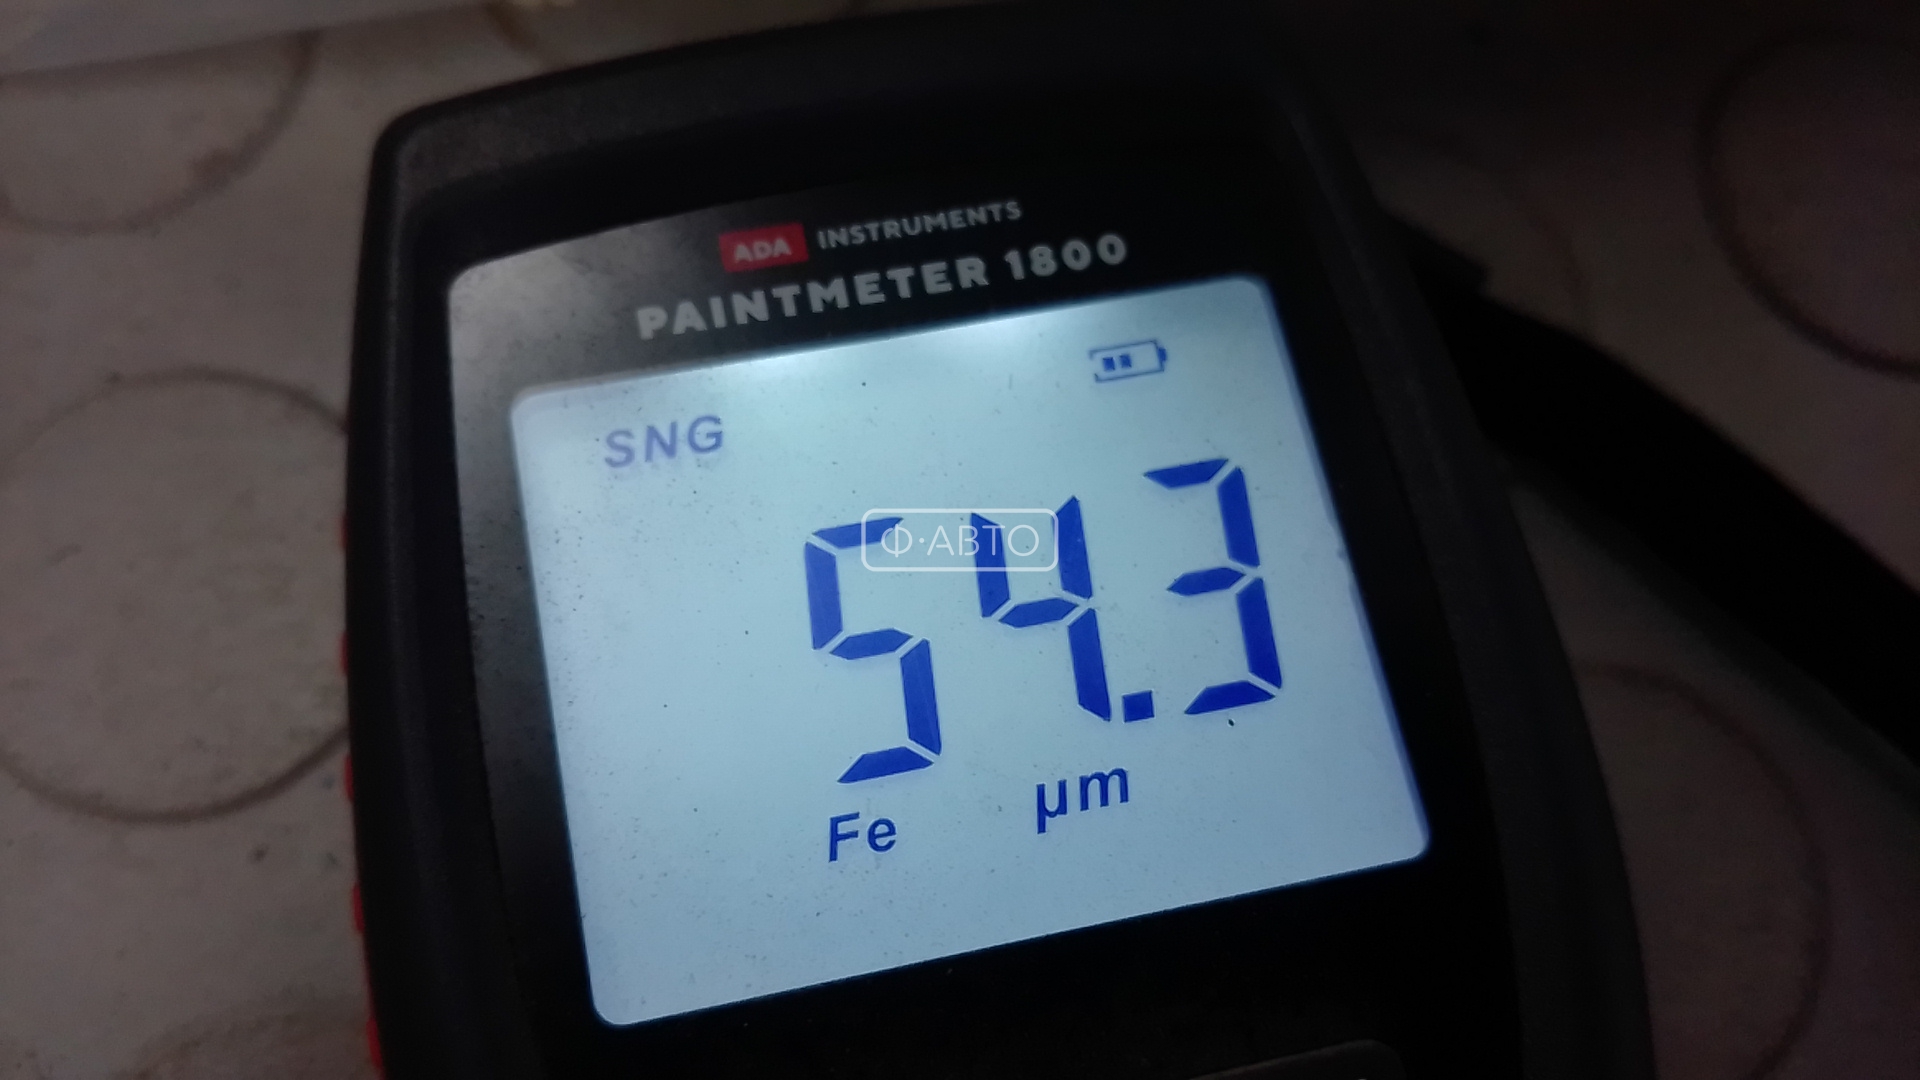 ADA INSTRUMENTS
PAINTMETER 1800
SNG
Ф·АВТО
54.3
Fe μm